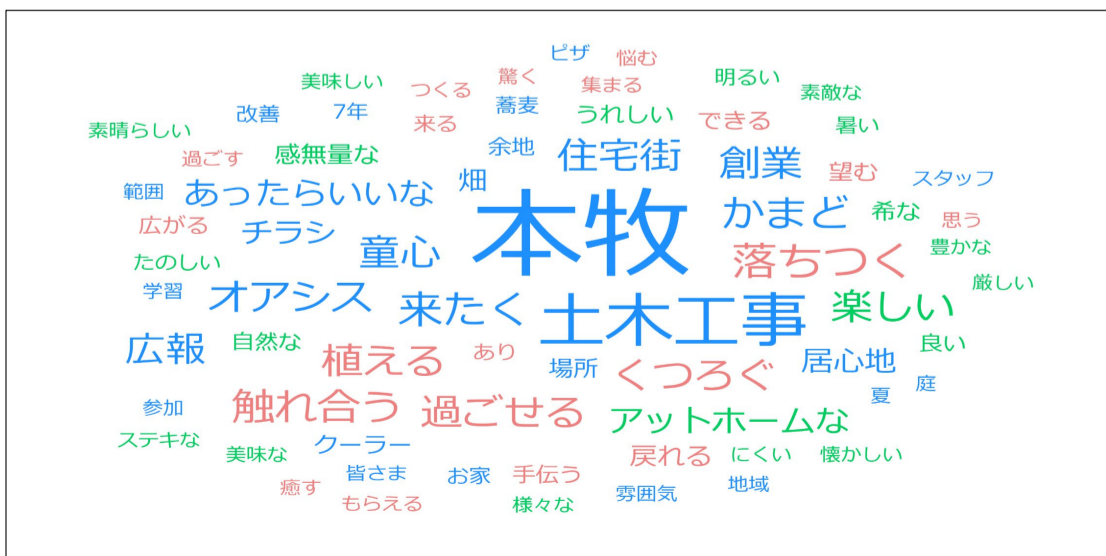 ピザ 悩む
美味しい つくる 驚く 集まる 明るい 素敵な
素晴らしい 改善 7年 来る 蕎麦 うれしい できる 暑い
過ごす 感無量な 余地 住宅街 創業 望む スタッフ
範囲 あったらいいな 畑 本牧 かまど 希な 思う
広がる チラシ 童心 落ちつく 豊かな
たのしい 学習 オアシス 来たく 土木工事 楽しい 厳しい
広報 自然な 植える あり 場所 くつろぐ 居心地 良い
参加 触れ合う 過ごせる アットホームな 夏 庭
ステキな 美味な クーラー 戻れる にくい 懐かしい
癒す 皆さま お家 手伝う 雰囲気 地域
もらえる 様々な